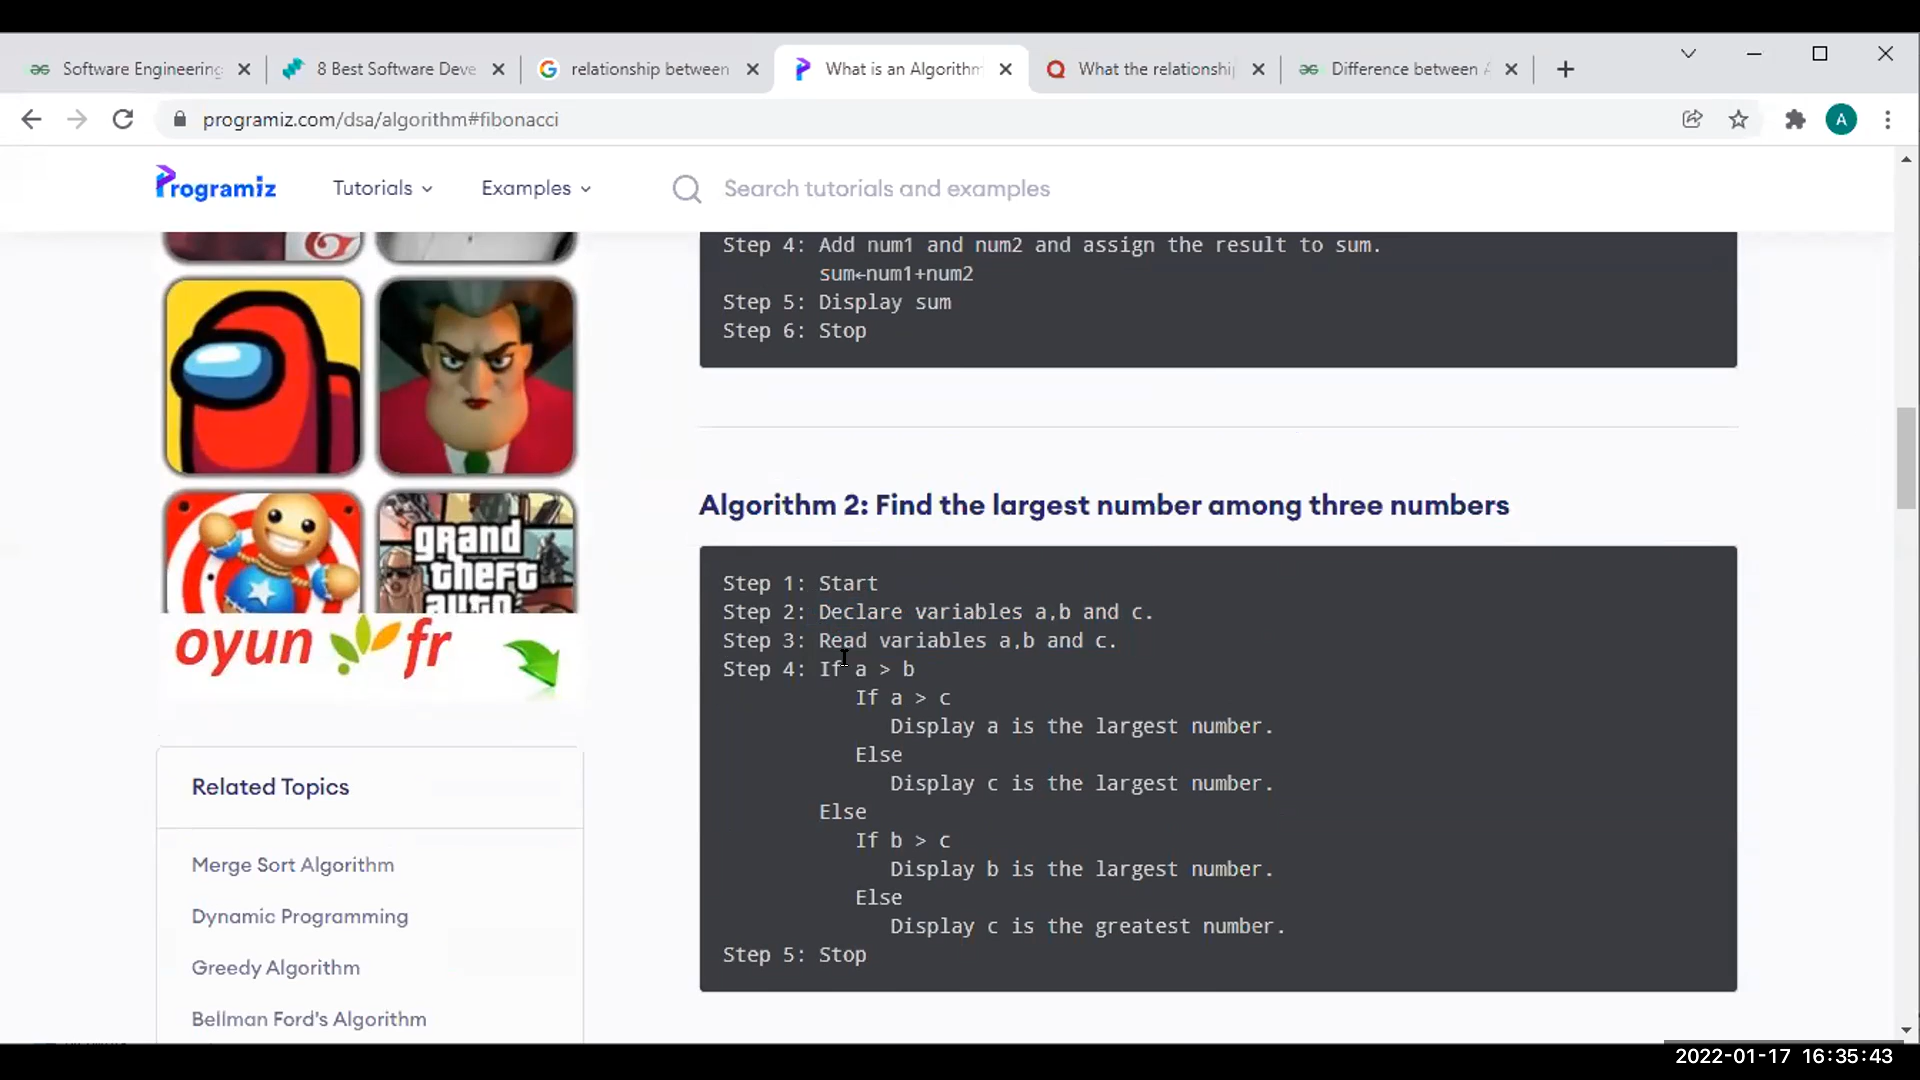 Software Engineering
8 Best Software Deve
relationship between
What is an Algorithm
What the relationshi
Difference between A
programiz.com/dsa/algorithm#fibonacci
A
Programiz
Tutorials
Examples
Search tutorials and examples
Step 4: Add num1 and num2 and assign the result to sum.
sum←num1+num2
Step 5: Display sum
Step 6: Stop
grand
theft
auto
oyun fr
Algorithm 2: Find the largest number among three numbers
Step 1: Start
Step 2: Declare variables a,b and c.
Step 3: Read variables a,b and c.
Step 4: If a > b
If a > c
Display a is the largest number.
Else
Display c is the largest number.
Else
If b > c
Display b is the largest number.
Else
Display c is the greatest number.
Step 5: Stop
Related Topics
Merge Sort Algorithm
Dynamic Programming
Greedy Algorithm
Bellman Ford's Algorithm
2022-01-17 16:35:43